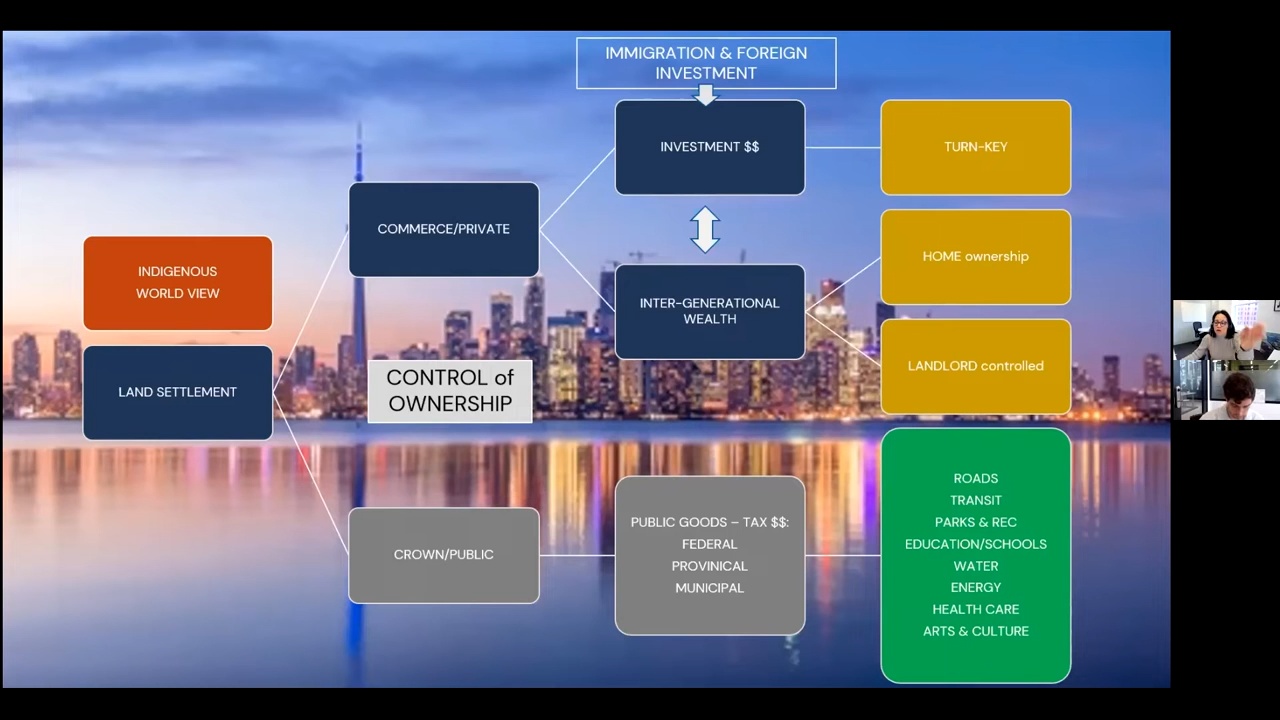 IMMIGRATION & FOREIGN
INVESTMENT
INVESTMENT $$
TURN-KEY
COMMERCE/PRIVATE
HOME ownership
INDIGENOUS
WORLD VIEW
INTER-GENERATIONAL
WEALTH
LANDLORD controlled
LAND SETTLEMENT
CONTROL of
OWNERSHIP
CROWN/PUBLIC
PUBLIC GOODS – TAX $$:
FEDERAL
PROVINICAL
MUNICIPAL
ROADS
TRANSIT
PARKS & REC
EDUCATION/SCHOOLS
WATER
ENERGY
HEALTH CARE
ARTS & CULTURE